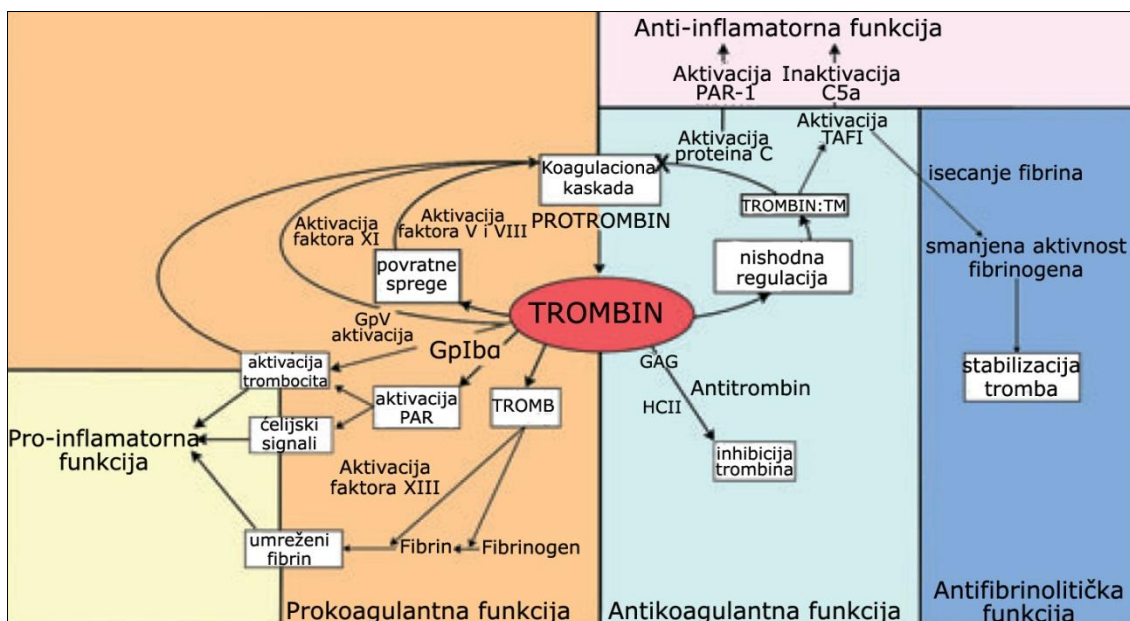 Anti-inflamatorna funkcija
Aktivacija
PAR-1
Inaktivacija
C5a
Aktivacija
proteina C
Aktivacija
TAFI
Koagulaciona
kaskada
X
PROTROMBIN
TROMBIN:TM
isecanje fibrina
Aktivacija
faktora XI
Aktivacija
faktora V i VIII
povratne
sprege
nishodna
regulacija
smanjena aktivnost
fibrinogena
TROMBIN
GpV
aktivacija
GpIbα
GAG
Antitrombin
HCII
aktivacija
trombocita
aktivacija
PAR
TROMB
stabilizacija
tromba
Pro-inflamatorna
funkcija
ćelijski
signali
inhibicija
trombina
Aktivacija
faktora XIII
umreženi
fibrin
Fibrin
Fibrinogen
Prokoagulantna funkcija
Antikoagulantna funkcija
Antifibrinolitička
funkcija